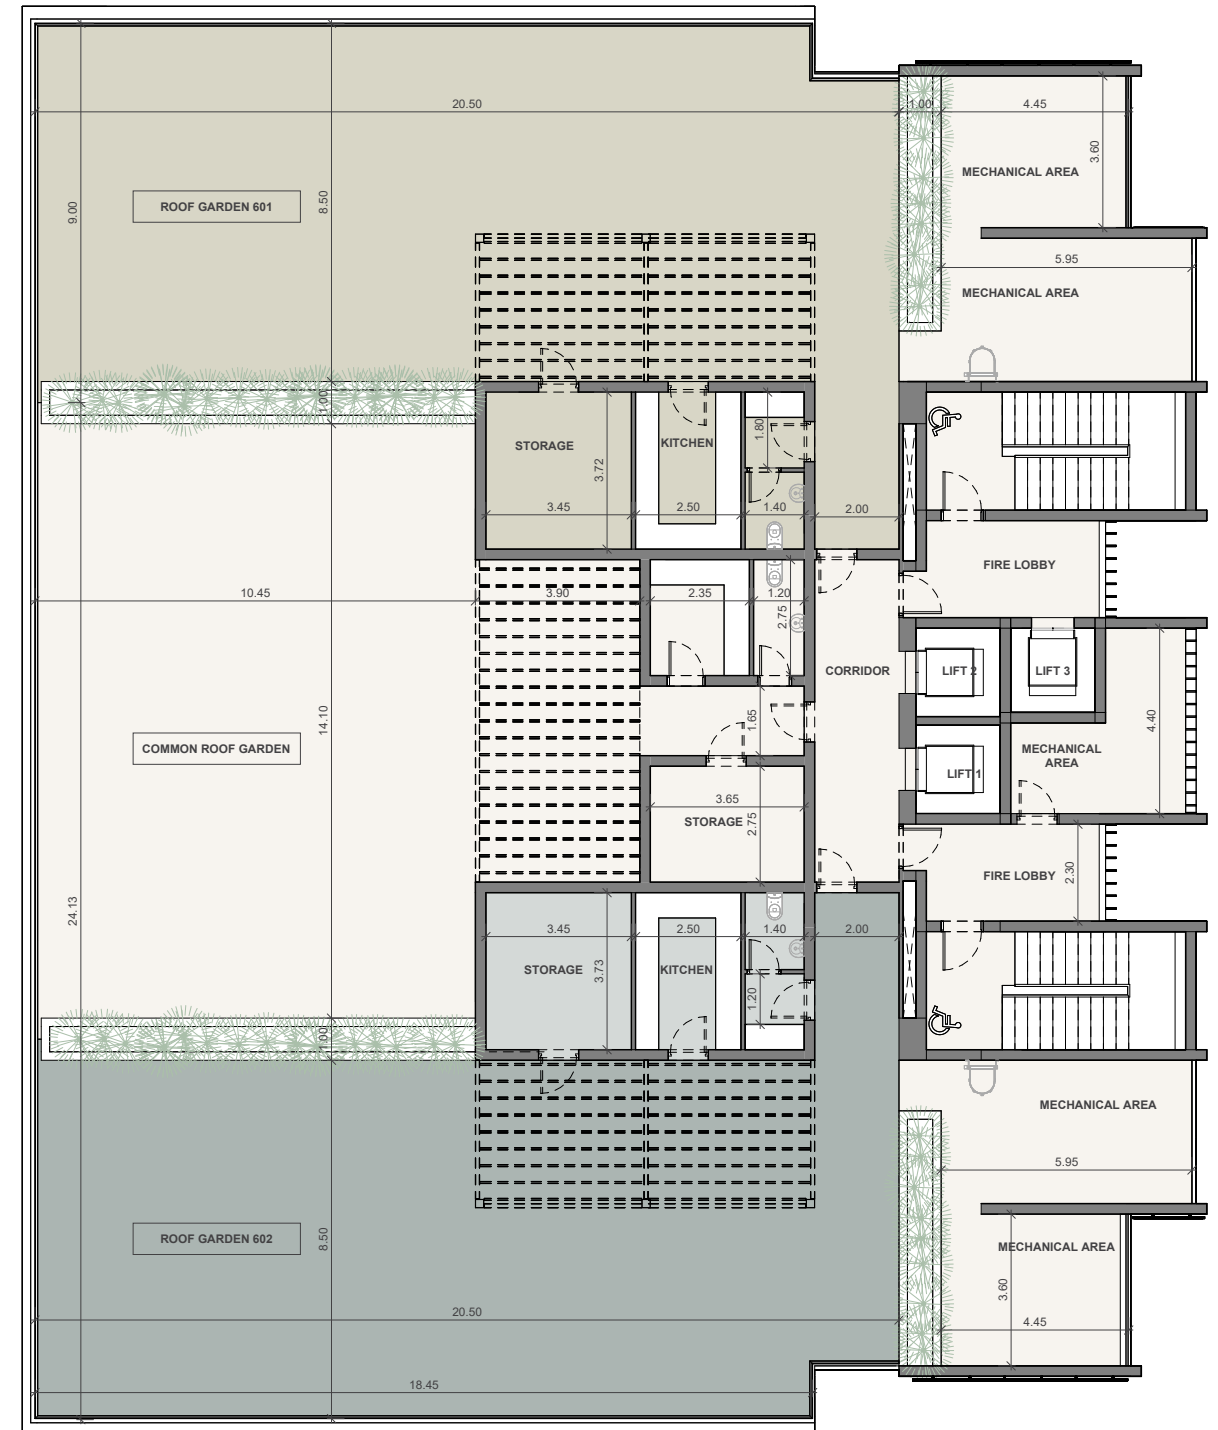 20.50
1.00
4.45
3.60
MECHANICAL AREA
ROOF GARDEN 601
9.00
8.50
5.95
MECHANICAL AREA
1.00
STORAGE
KITCHEN
1.80
3.72
3.45
2.50
1.40
2.00
FIRE LOBBY
10.45
3.90
2.35
1.20
2.75
CORRIDOR
LIFT 2
LIFT 3
14.10
COMMON ROOF GARDEN
1.65
4.40
MECHANICAL
AREA
LIFT 1
3.65
STORAGE
2.75
FIRE LOBBY
2.30
24.13
3.45
2.50
1.40
2.00
STORAGE
3.73
KITCHEN
1.20
1.00
MECHANICAL AREA
5.95
ROOF GARDEN 602
8.50
MECHANICAL AREA
3.60
20.50
4.45
18.45